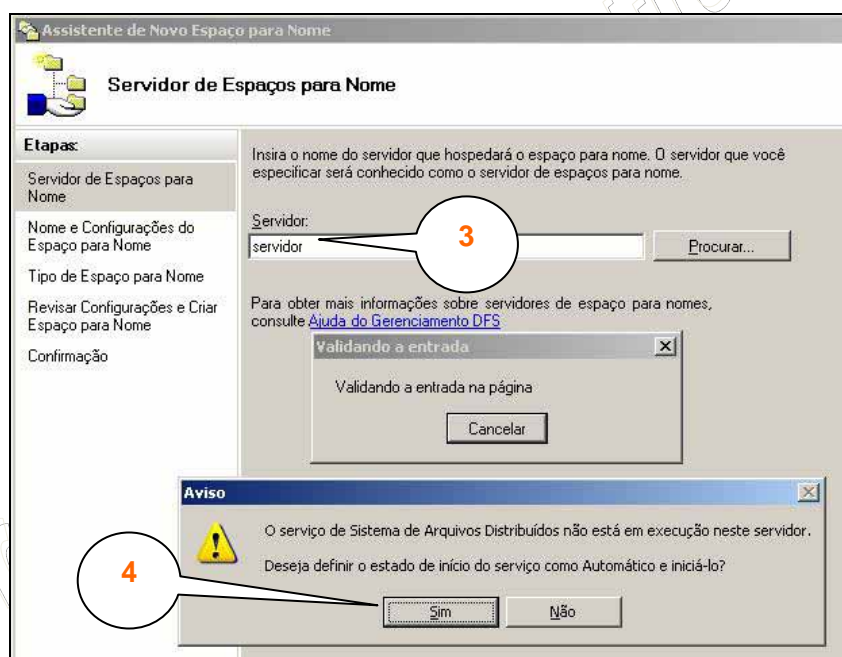 Assistente de Novo Espaço para Nome
Servidor de Espaços para Nome
Etapas:
Servidor de Espaços para
Nome
Nome e Configurações do
Espaço para Nome
Tipo de Espaço para Nome
Revisar Configurações e Criar
Espaço para Nome
Confirmação
Insira o nome do servidor que hospedará o espaço para nome. O servidor que você
especificar será conhecido como o servidor de espaços para nome.
Servidor:
servidor
3
Procurar...
Para obter mais informações sobre servidores de espaço para nomes,
consulte Ajuda do Gerenciamento DFS
Validando a entrada
Validando a entrada na página
Cancelar
Aviso
O serviço de Sistema de Arquivos Distribuídos não está em execução neste servidor.
Deseja definir o estado de início do serviço como Automático e iniciá-lo?
4
Sim
Não